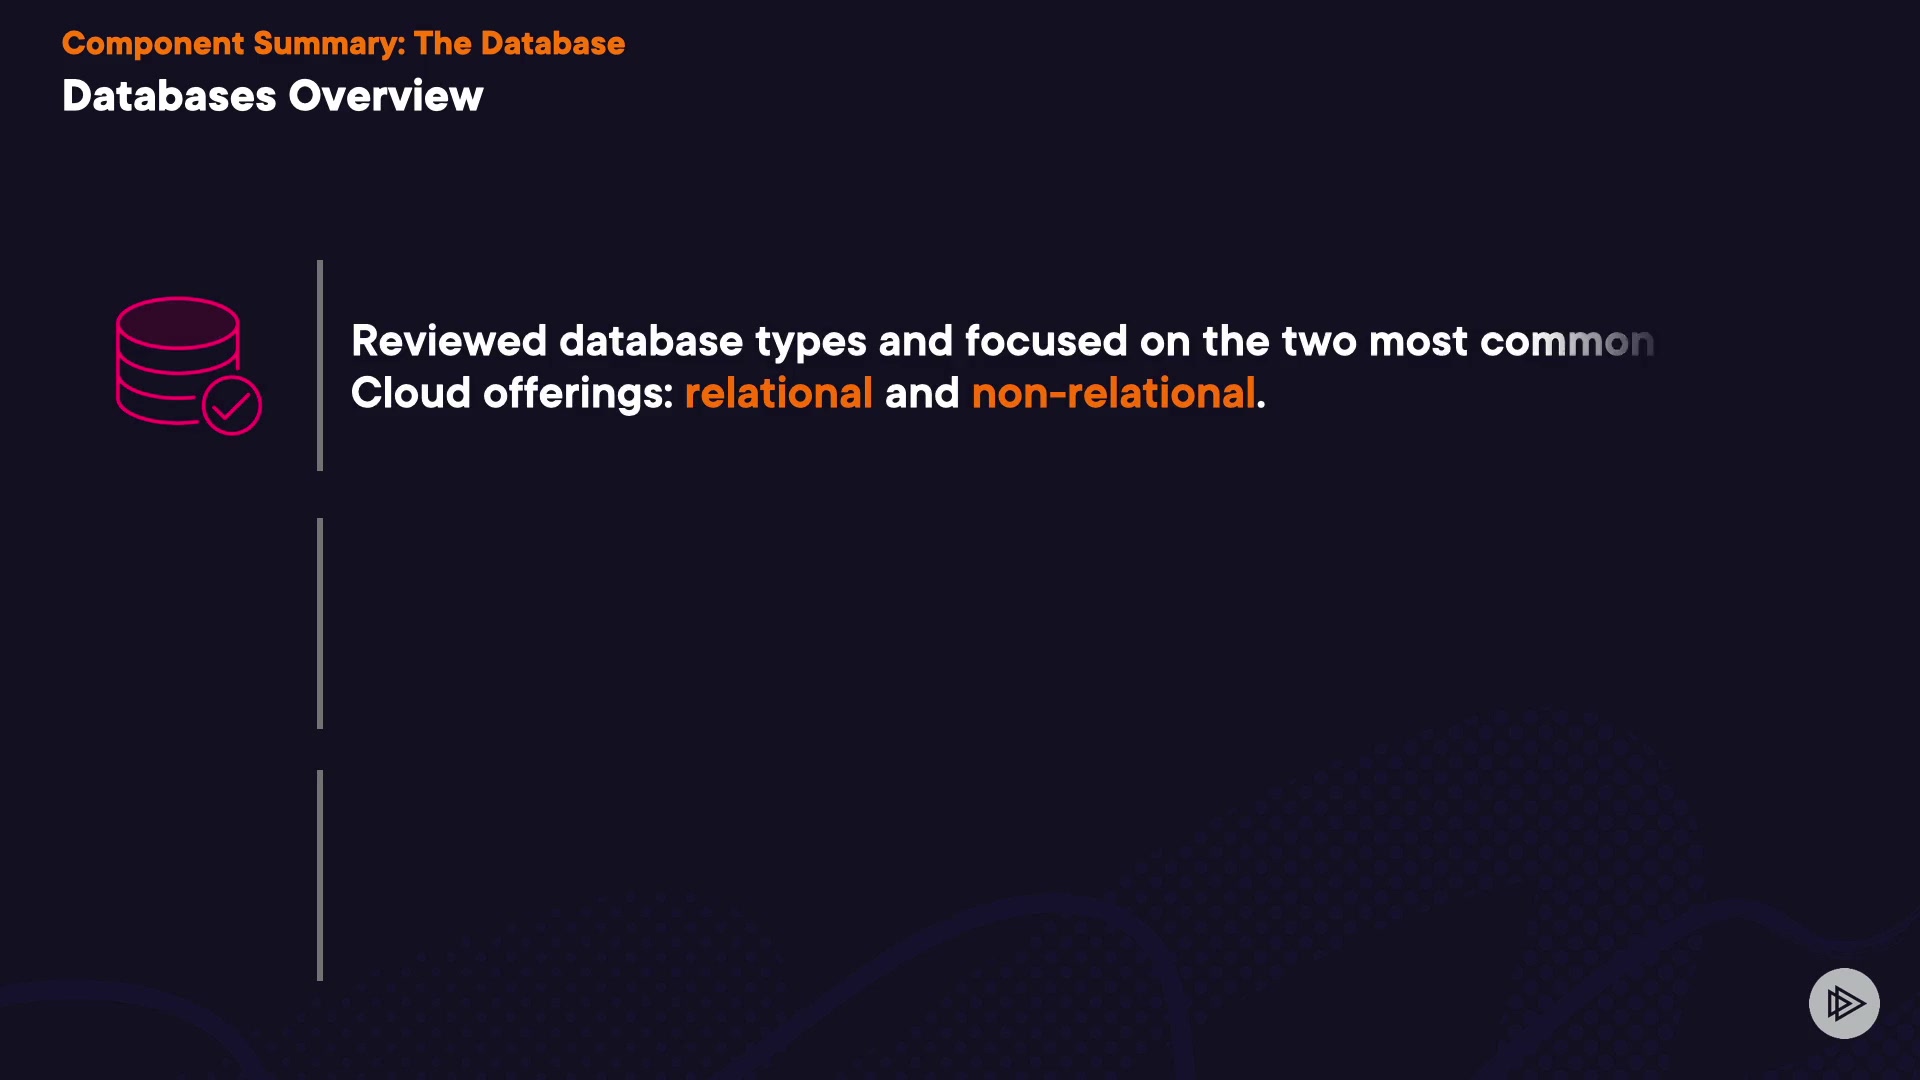 Component Summary: The Database
Databases Overview
Reviewed database types and focused on the two most common
Cloud offerings: relational and non-relational.